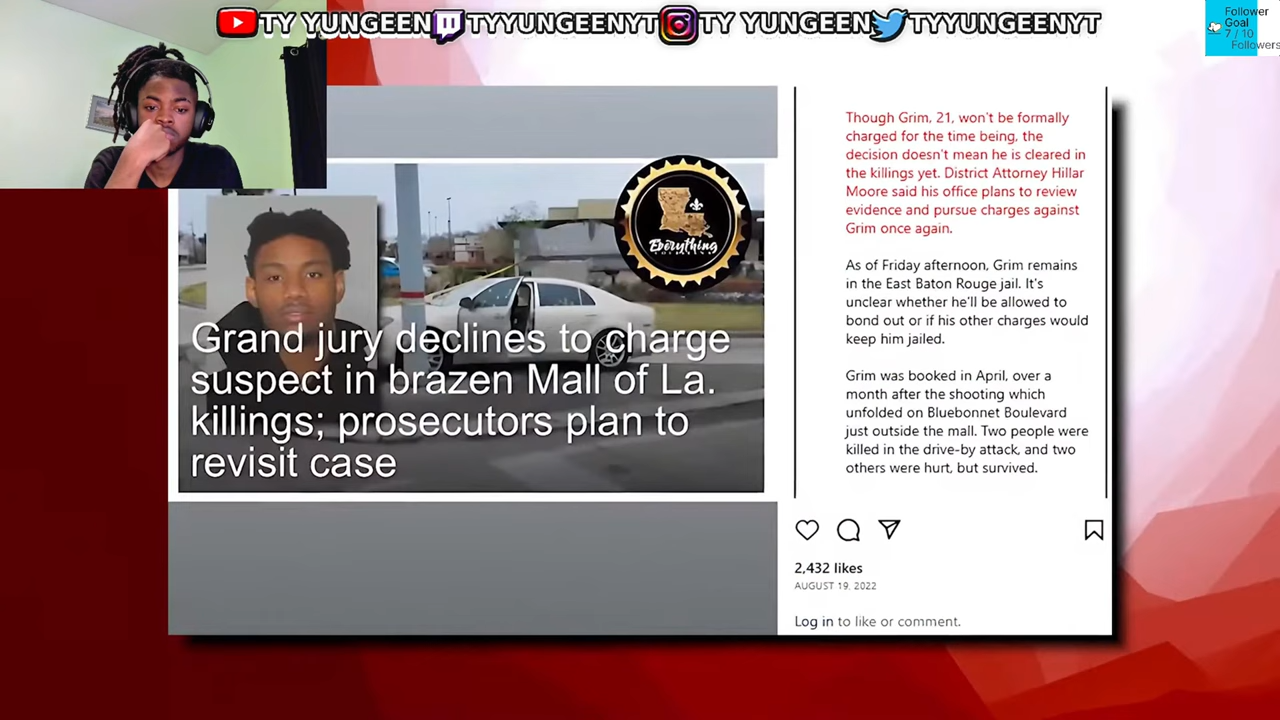 TY YUNGEEN TYYUNGEENYT TY YUNGEEN TYYUNGEENYT
Follower
Goal
7 / 10
Followers
Everything
Grand jury declines to charge
suspect in brazen Mall of La.
killings; prosecutors plan to
revisit case
Though Grim, 21, won't be formally
charged for the time being, the
decision doesn't mean he is cleared in
the killings yet. District Attorney Hillar
Moore said his office plans to review
evidence and pursue charges against
Grim once again.
As of Friday afternoon, Grim remains
in the East Baton Rouge jail. It's
unclear whether he'll be allowed to
bond out or if his other charges would
keep him jailed.
Grim was booked in April, over a
month after the shooting which
unfolded on Bluebonnet Boulevard
just outside the mall. Two people were
killed in the drive-by attack, and two
others were hurt, but survived.
2,432 likes
AUGUST 19, 2022
Log in to like or comment.